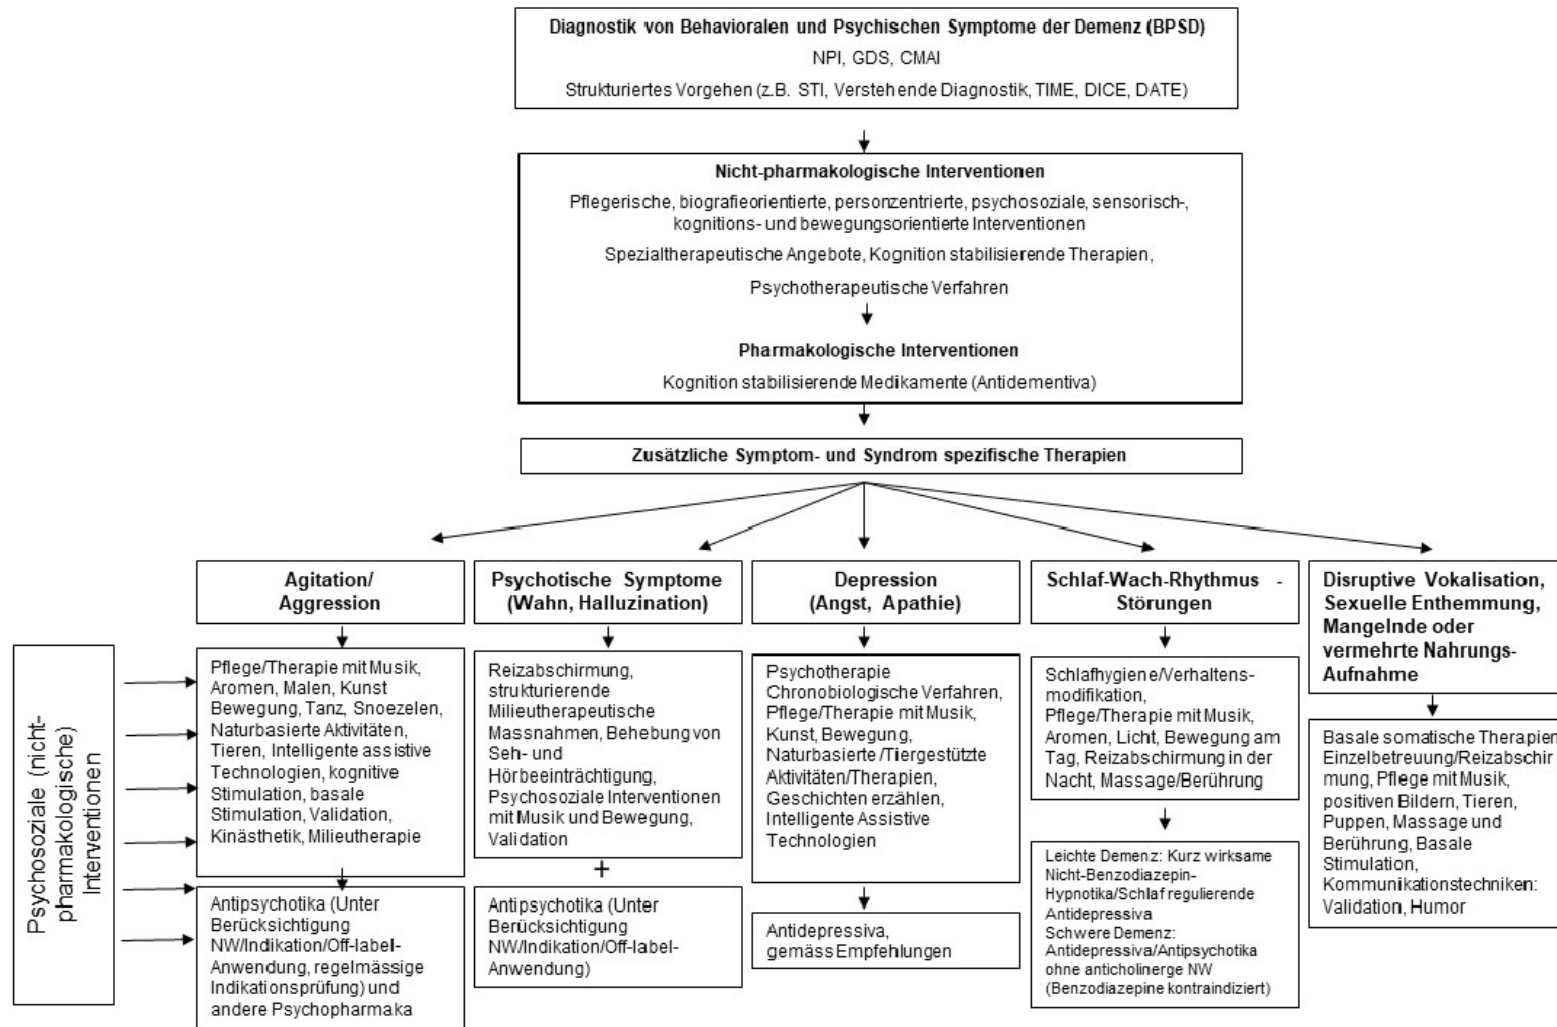 Diagnostik von Behavioralen und Psychischen Symptome der Demenz (BPSD)
NPI, GDS, CMAI
Strukturiertes Vorgehen (z.B. STI, Verstehende Diagnostik, TIME, DICE, DATE)
Nicht-pharmakologische Interventionen
Pflegerische, biografieorientierte, personzentrierte, psychosoziale, sensorisch-,
kognitions- und bewegungsorientierte Interventionen
Spezialtherapeutische Angebote, Kognition stabilisierende Therapien,
Psychotherapeutische Verfahren
Pharmakologische Interventionen
Kognition stabilisierende Medikamente (Antidementiva)
Zusätzliche Symptom- und Syndrom spezifische Therapien
Psychosoziale (nicht-
pharmakologische)
Interventionen
Agitation/
Aggression
Pflege/Therapie mit Musik,
Aromen, Malen, Kunst
Bewegung, Tanz, Snoezelen,
Naturbasierte Aktivitäten,
Tieren, Intelligente assistive
Technologien, kognitive
Stimulation, basale
Stimulation, Validation,
Kinästhetik, Milieutherapie
Antipsychotika (Unter
Berücksichtigung
NW/Indikation/Off-label-
Anwendung, regelmässige
Indikationsprüfung) und
andere Psychopharmaka
Psychotische Symptome
(Wahn, Halluzination)
Reizabschirmung,
strukturierende
Milieutherapeutische
Massnahmen, Behebung von
Seh- und
Hörbeeinträchtigung,
Psychosoziale Interventionen
mit Musik und Bewegung,
Validation
+
Antipsychotika (Unter
Berücksichtigung
NW/Indikation/Off-label-
Anwendung)
Depression
(Angst, Apathie)
Psychotherapie
Chronobiologische Verfahren,
Pflege/Therapie mit Musik,
Kunst, Bewegung,
Naturbasierte/Tiergestützte
Aktivitäten/Therapien,
Geschichten erzählen,
Intelligente Assistive
Technologien
Antidepressiva,
gemäss Empfehlungen
Schlaf-Wach-Rhythmus -
Störungen
Schlafhygiene/Verhaltens-
modifikation,
Pflege/Therapie mit Musik,
Aromen, Licht, Bewegung am
Tag, Reizabschirmung in der
Nacht, Massage/Berührung
Leichte Demenz: Kurz wirksame
Nicht-Benzodiazepin-
Hypnotika/Schlaf regulierende
Antidepressiva
Schwere Demenz:
Antidepressiva/Antipsychotika
ohne anticholinerge NW
(Benzodiazepine kontraindiziert)
Disruptive Vokalisation,
Sexuelle Enthemmung,
Mangelnde oder
vermehrte Nahrungs-
Aufnahme
Basale somatische Therapien
Einzelbetreuung/Reizabschir
mung, Pflege mit Musik,
positiven Bildern, Tieren,
Puppen, Massage und
Berührung, Basale
Stimulation,
Kommunikationstechniken:
Validation, Humor